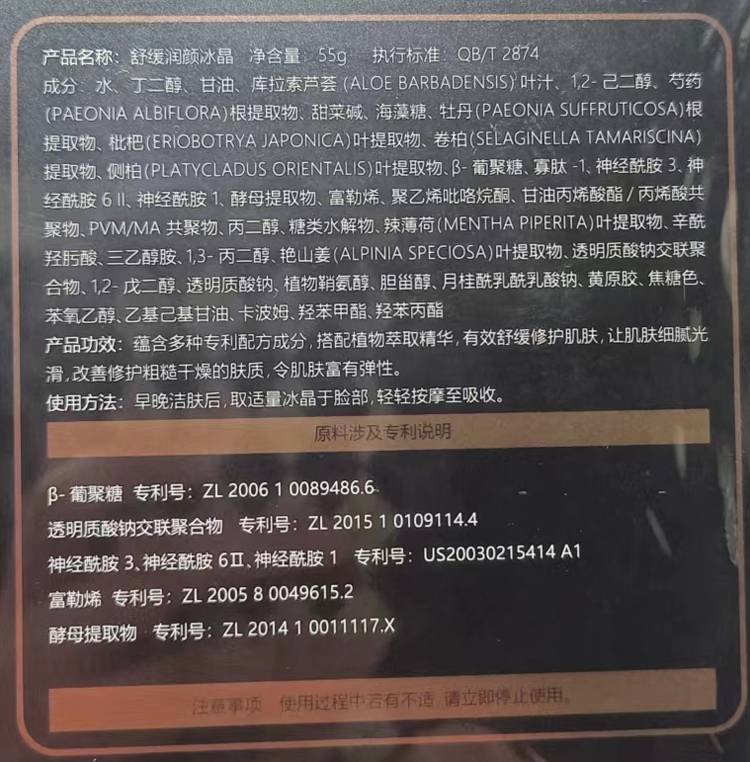 产品名称：舒缓润颜冰晶 净含量：55g 执行标准：QB/T 2874
成分：水、丁二醇、甘油、库拉索芦荟(ALOE BARBADENSIS)叶汁、1,2-己二醇、芍药
(PAEONIA ALBIFLORA)根提取物、甜菜碱、海藻糖、牡丹(PAEONIA SUFFRUTICOSA)根
提取物、枇杷(ERIOBOTRYA JAPONICA)叶提取物、卷柏(SELAGINELLA TAMARISCINA)
提取物、侧柏(PLATYCLADUS ORIENTALIS)叶提取物、β-葡聚糖、寡肽-1、神经酰胺3、神
经酰胺6 II、神经酰胺1、酵母提取物、富勒烯、聚乙烯吡咯烷酮、甘油丙烯酸酯/丙烯酸共
聚物、PVM/MA 共聚物、丙二醇、糖类水解物、辣薄荷(MENTHA PIPERITA)叶提取物、辛酰
羟肟酸、三乙醇胺、1,3-丙二醇、艳山姜(ALPINIA SPECIOSA)叶提取物、透明质酸钠交联聚
合物、1,2-戊二醇、透明质酸钠、植物鞘氨醇、胆甾醇、月桂酰乳酰乳酸钠、黄原胶、焦糖色、
苯氧乙醇、乙基己基甘油、卡波姆、羟苯甲酯、羟苯丙酯
产品功效：蕴含多种专利配方成分，搭配植物萃取精华，有效舒缓修护肌肤，让肌肤细腻光
滑，改善修护粗糙干燥的肤质，令肌肤富有弹性。
使用方法：早晚洁肤后，取适量冰晶于脸部，轻轻按摩至吸收。
原料涉及专利说明
β-葡聚糖 专利号：ZL 2006 1 0089486.6
透明质酸钠交联聚合物 专利号：ZL 2015 1 0109114.4
神经酰胺3、神经酰胺6Ⅱ、神经酰胺1 专利号：US20030215414 A1
富勒烯 专利号：ZL 2005 8 0049615.2
酵母提取物 专利号：ZL 2014 1 0011117.X
注意事项 使用过程中若有不适，请立即停止使用。